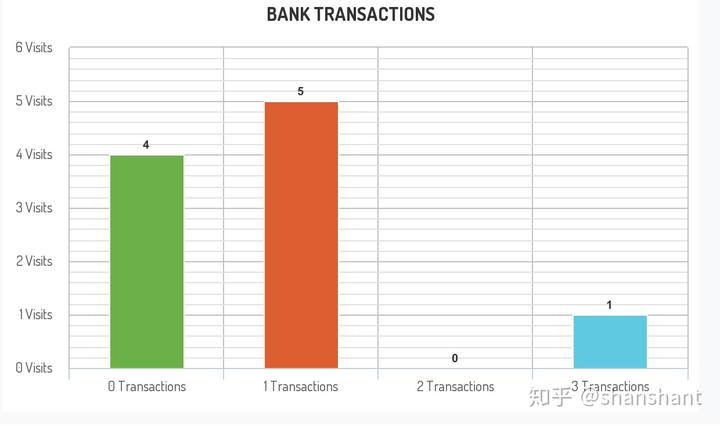 BANK TRANSACTIONS
6 Visits
5 Visits
4 Visits
3 Visits
2 Visits
1 Visits
0 Visits
4
5
0
1
0 Transactions
1 Transactions
2 Transactions
3 Transactions
知乎 @shanshant